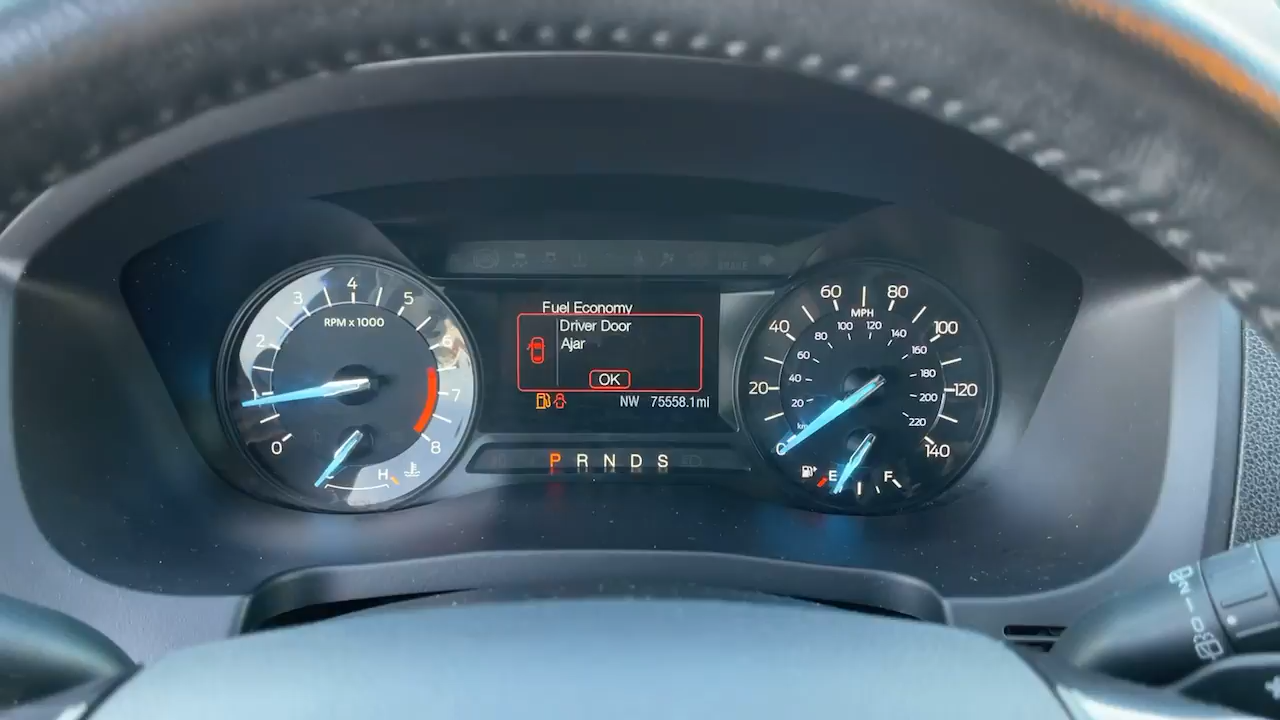 Fuel Economy
Driver Door
Ajar
OK
NW 75558.1mi
P R N D S
RPM x 1000
0 2 3 4 5 6 7 8
H
MPH
20 40 60 80 100 120 140
20 40 60 80 100 120 140 160 180 200 220
E F